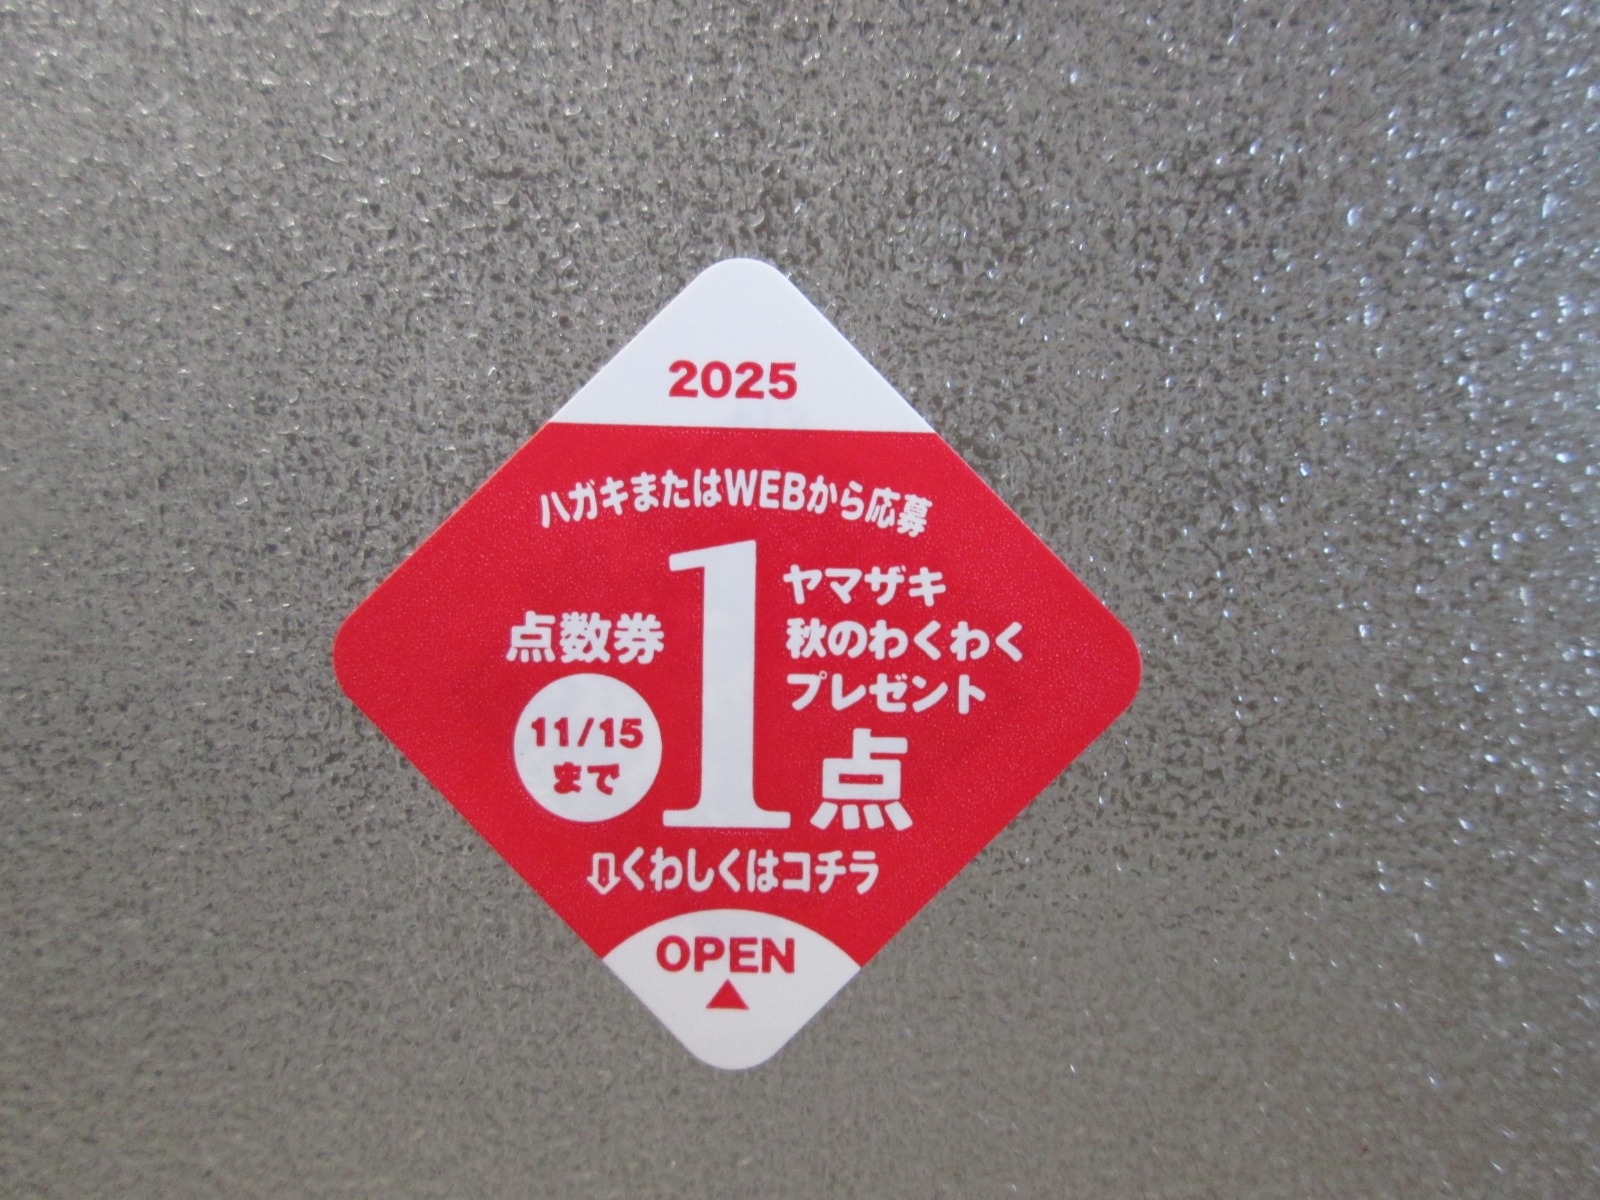 2025
ハガキまたはWEBから応募
点数券
11/15
まで
1
ヤマザキ
秋のわくわく
プレゼント
点
⇩くわしくはコチラ
OPEN
▲